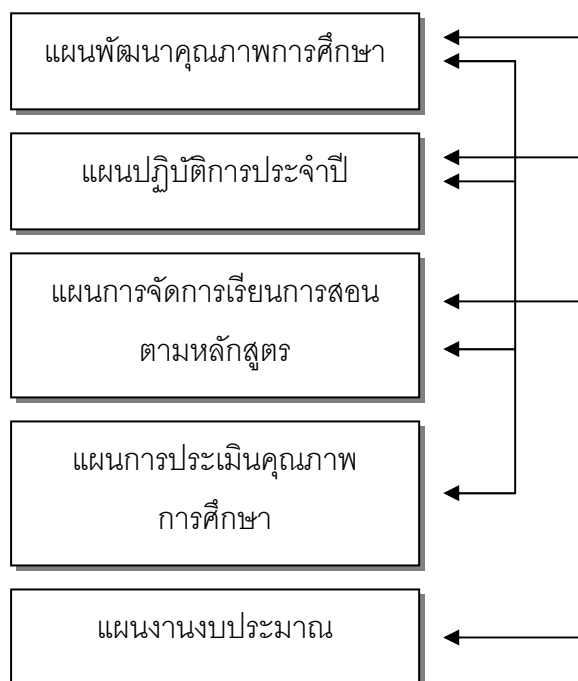 แผนพัฒนาคุณภาพการศึกษา
แผนปฏิบัติการประจำปี
แผนการจัดการเรียนการสอน
ตามหลักสูตร
แผนการประเมินคุณภาพ
การศึกษา
แผนงานงบประมาณ